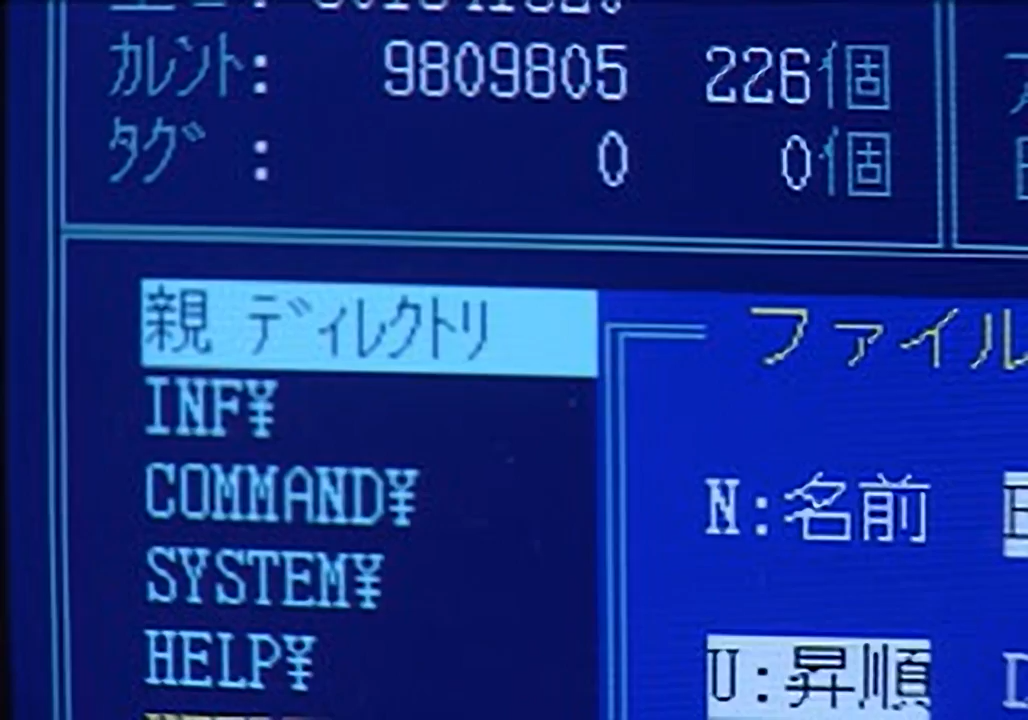 カレント: 9809805 226個
タグ : 0 0個
親 ディレクトリ
ファイル
INF¥
COMMAND¥
N:名前
SYSTEM¥
HELP¥
U:昇順